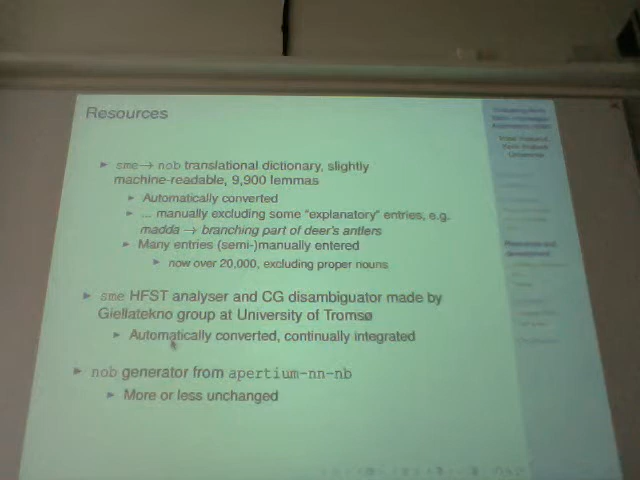 Resources
sme→ nob translational dictionary, slightly
machine-readable, 9,900 lemmas
Automatically converted
... manually excluding some "explanatory" entries, e.g.
madda → branching part of deer's antlers
Many entries (semi-)manually entered
now over 20,000, excluding proper nouns
sme HFST analyser and CG disambiguator made by
Giellatekno group at University of Tromsø
Automatically converted, continually integrated
nob generator from apertium-nn-nb
More or less unchanged